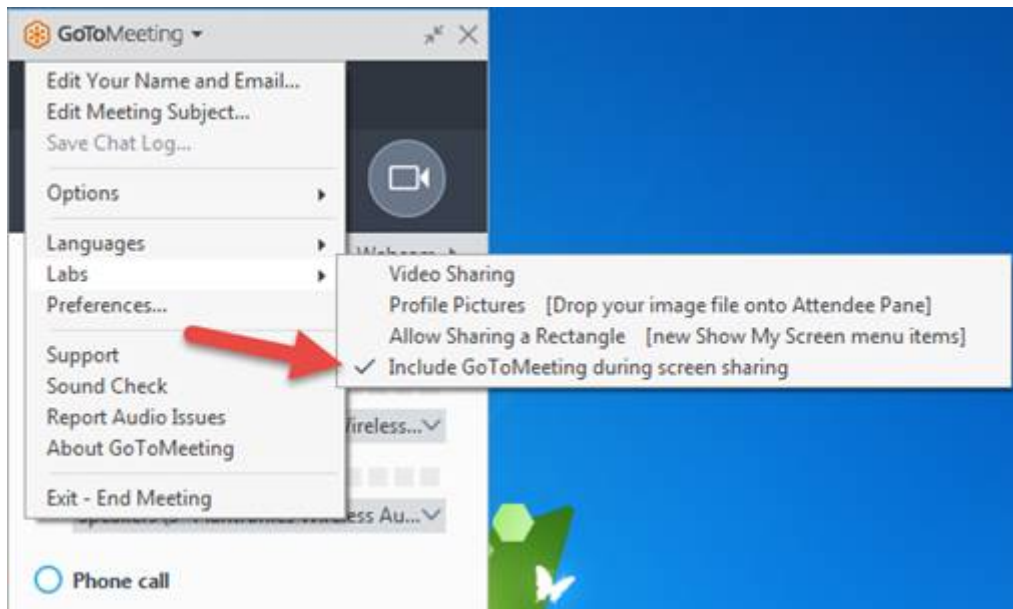 GoToMeeting
Edit Your Name and Email...
Edit Meeting Subject...
Save Chat Log...
Options
Languages
Labs
Preferences...
Video Sharing
Profile Pictures [Drop your image file onto Attendee Pane]
Allow Sharing a Rectangle [new Show My Screen menu items]
Include GoToMeeting during screen sharing
Support
Sound Check
Report Audio Issues
About GoToMeeting
Exit - End Meeting
Phone call